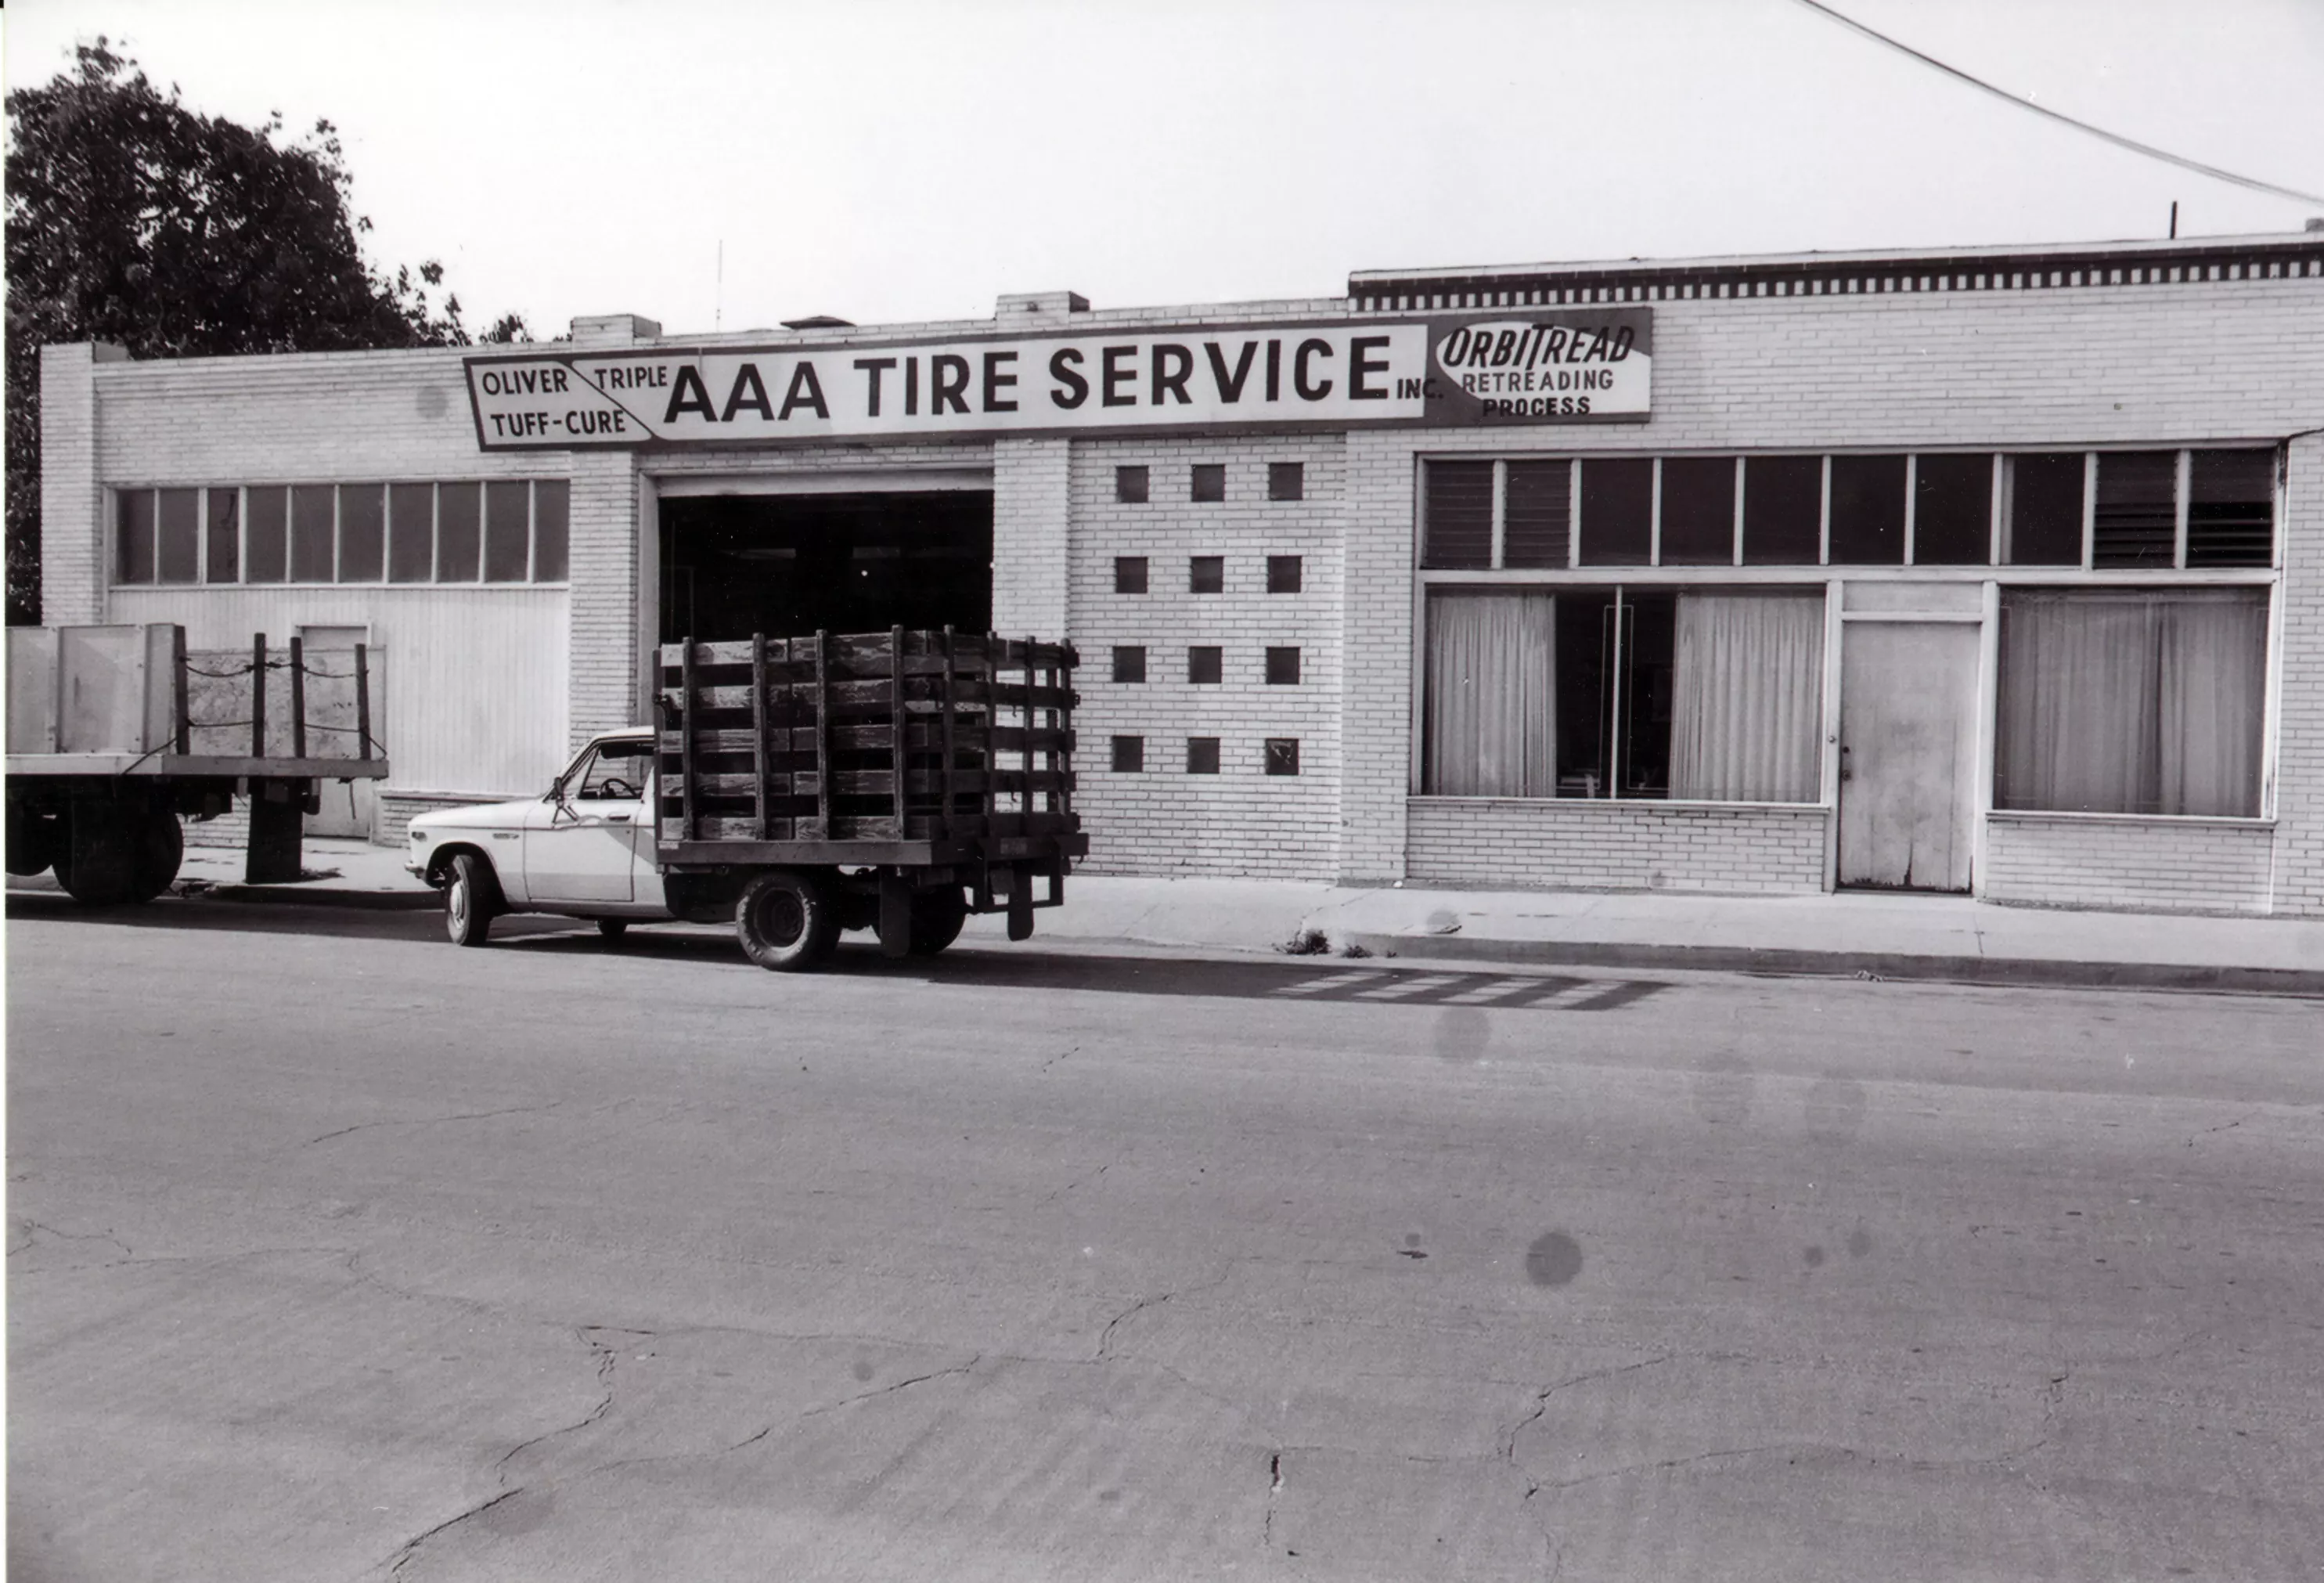 OLIVER
TUFF-CURE
TRIPLE AAA TIRE SERVICE INC.
ORBITREAD
RETREADING
PROCESS